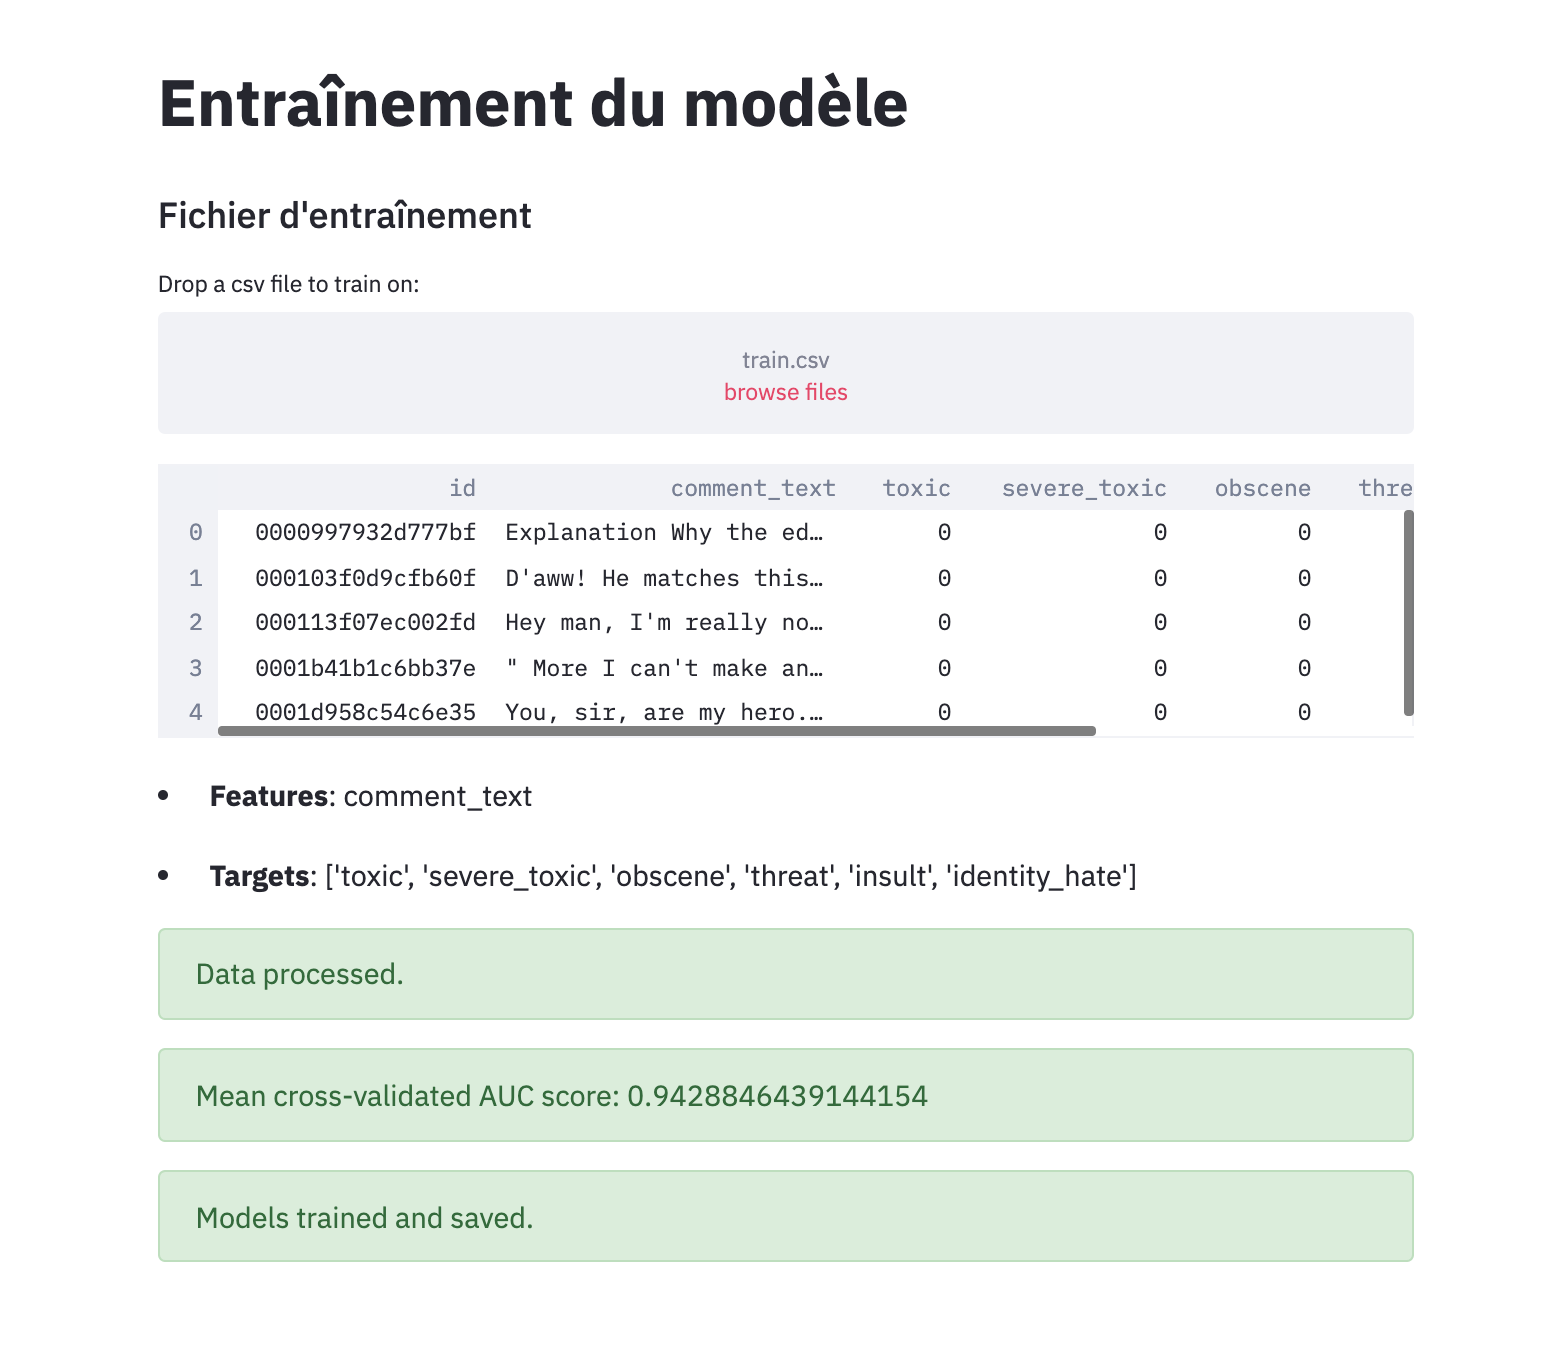 Entraînement du modèle
Fichier d'entraînement
Drop a csv file to train on:
train.csv
browse files
id comment_text toxic severe_toxic obscene thre
0 0000997932d777bf Explanation Why the ed… 0 0 0
1 000103f0d9cfb60f D'aww! He matches this… 0 0 0
2 000113f07ec002fd Hey man, I'm really no… 0 0 0
3 0001b41b1c6bb37e " More I can't make an… 0 0 0
4 0001d958c54c6e35 You, sir, are my hero.… 0 0 0
• Features: comment_text
• Targets: ['toxic', 'severe_toxic', 'obscene', 'threat', 'insult', 'identity_hate']
Data processed.
Mean cross-validated AUC score: 0.9428846439144154
Models trained and saved.